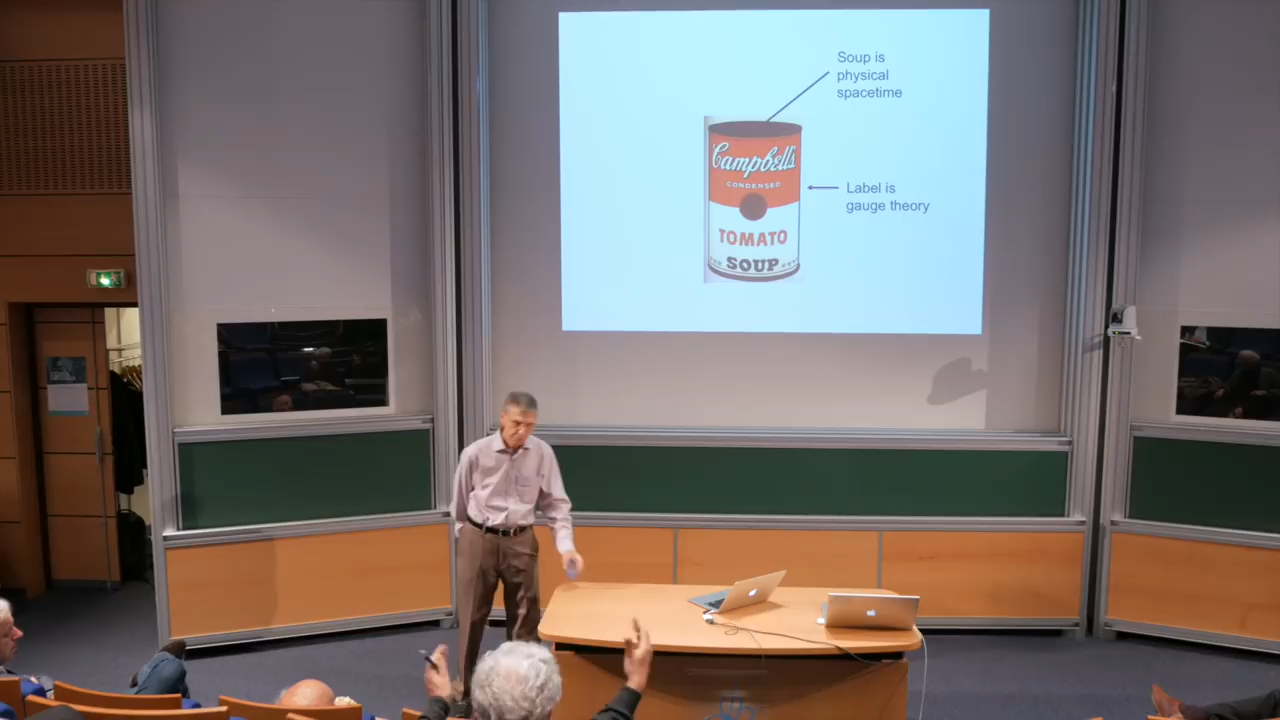 Soup is
physical
spacetime
Campbell's
CONDENSED
Label is
gauge theory
TOMATO
SOUP